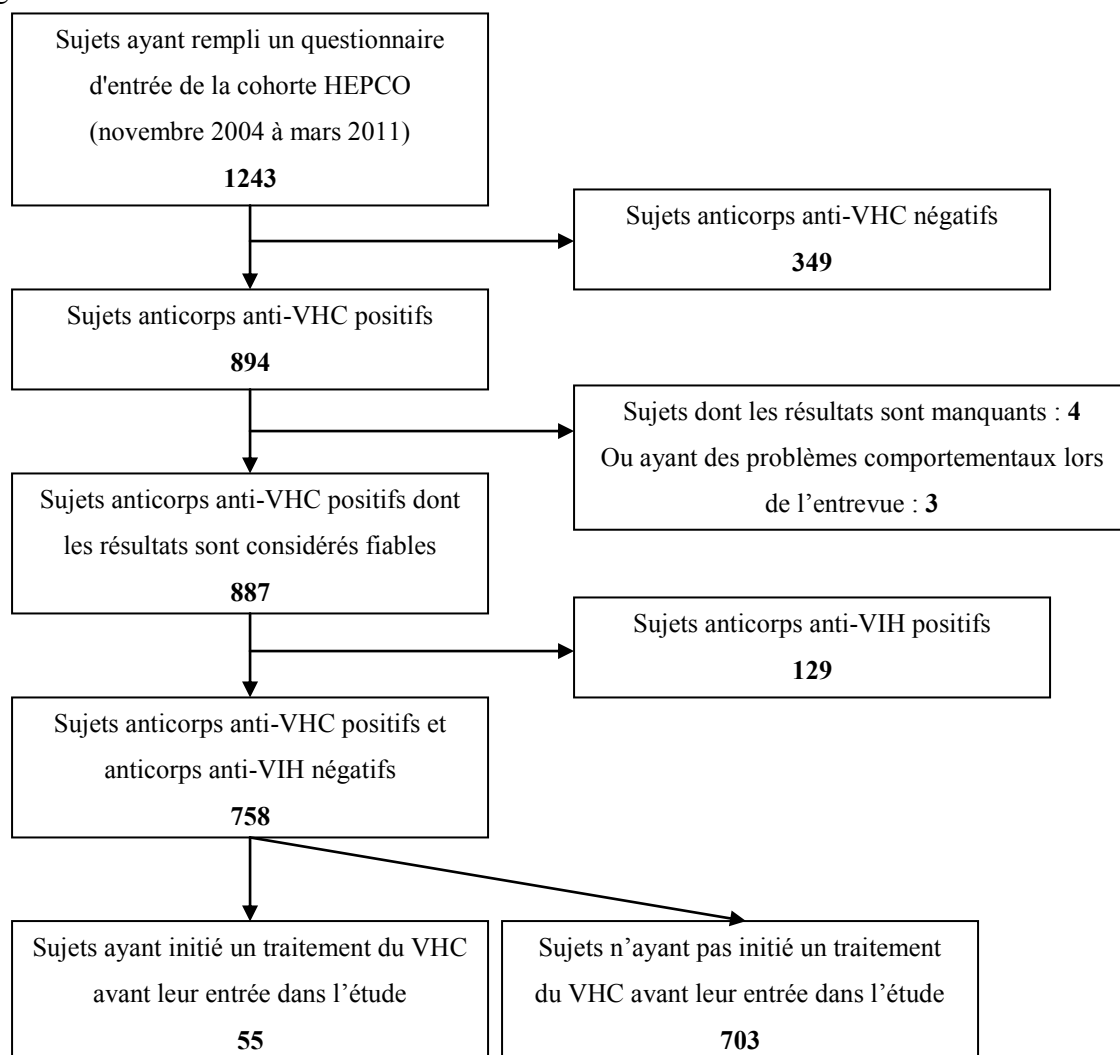 Sujets ayant rempli un questionnaire
d'entrée de la cohorte HEPCO
(novembre 2004 à mars 2011)
1243
Sujets anticorps anti-VHC négatifs
349
Sujets anticorps anti-VHC positifs
894
Sujets dont les résultats sont manquants : 4
Ou ayant des problèmes comportementaux lors
de l’entrevue : 3
Sujets anticorps anti-VHC positifs dont
les résultats sont considérés fiables
887
Sujets anticorps anti-VIH positifs
129
Sujets anticorps anti-VHC positifs et
anticorps anti-VIH négatifs
758
Sujets ayant initié un traitement du VHC
avant leur entrée dans l’étude
55
Sujets n’ayant pas initié un traitement
du VHC avant leur entrée dans l’étude
703